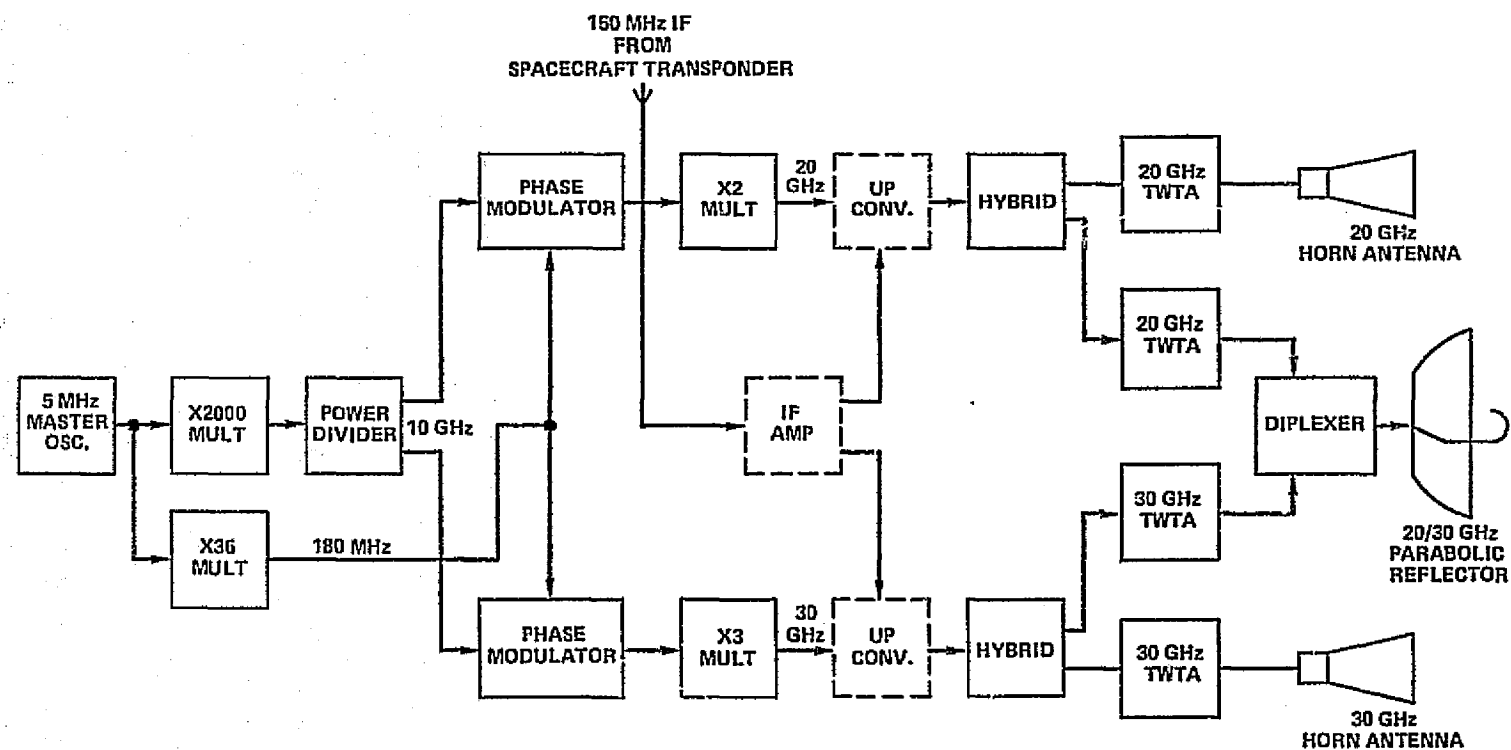 150 MHz IF
FROM
SPACECRAFT TRANSPONDER
PHASE
MODULATOR
X2
MULT
20
GHz
UP
CONV.
HYBRID
20 GHz
TWTA
20 GHz
HORN ANTENNA
20 GHz
TWTA
5 MHz
MASTER
OSC.
X2000
MULT
POWER
DIVIDER
10 GHz
IF
AMP
DIPLEXER
X36
MULT
180 MHz
30 GHz
TWTA
20/30 GHz
PARABOLIC
REFLECTOR
PHASE
MODULATOR
X3
MULT
30
GHz
UP
CONV.
HYBRID
30 GHz
TWTA
30 GHz
HORN ANTENNA